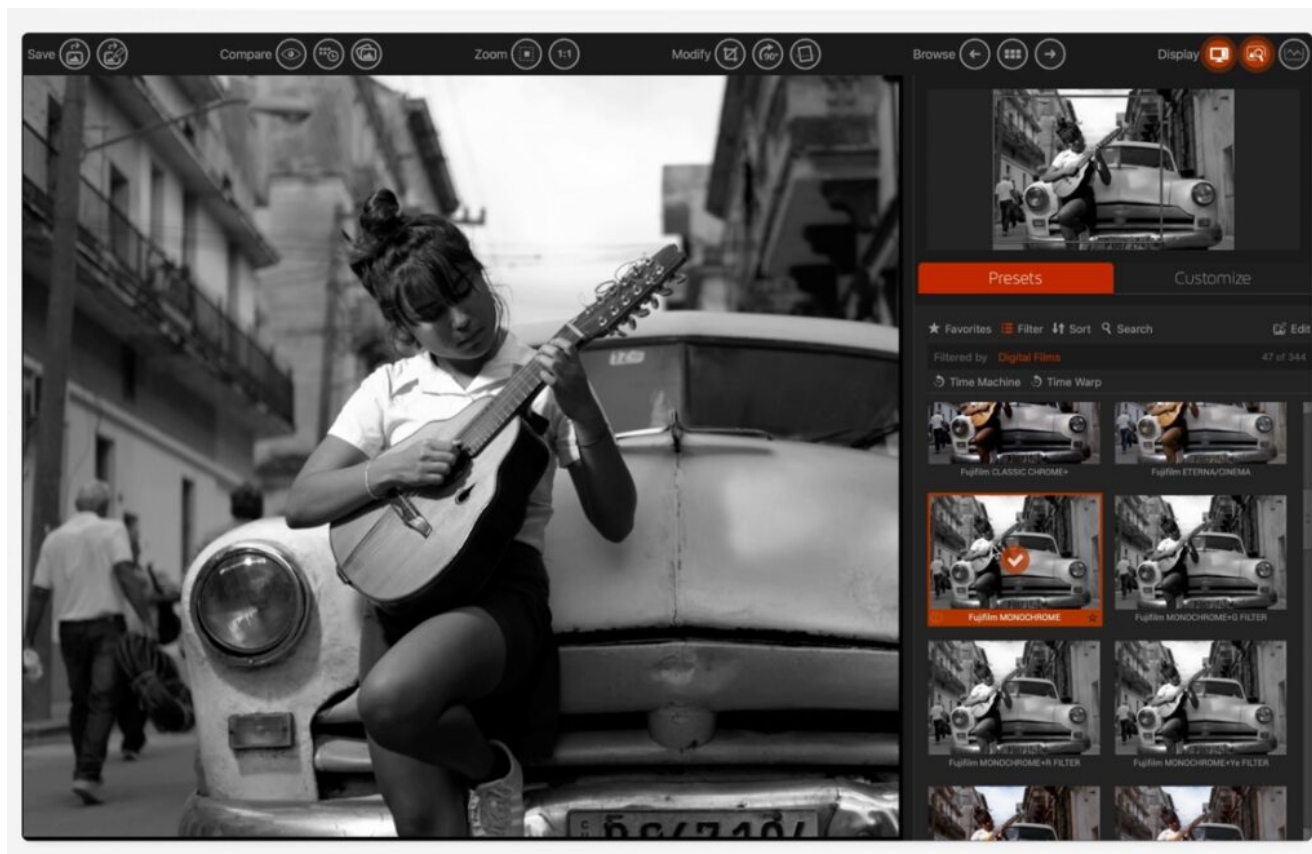 Save Compare Zoom 1:1 Modify 90° Browse Display
Presets Customize
Favorites Filter Sort Search Edit
Filtered by Digital Films 47 of 344
Time Machine Time Warp
Fujifilm CLASSIC CHROME+ Fujifilm ETERNA/CINEMA
Fujifilm MONOCHROME Fujifilm MONOCHROME+G FILTER
Fujifilm MONOCHROME+R FILTER Fujifilm MONOCHROME+Ye FILTER